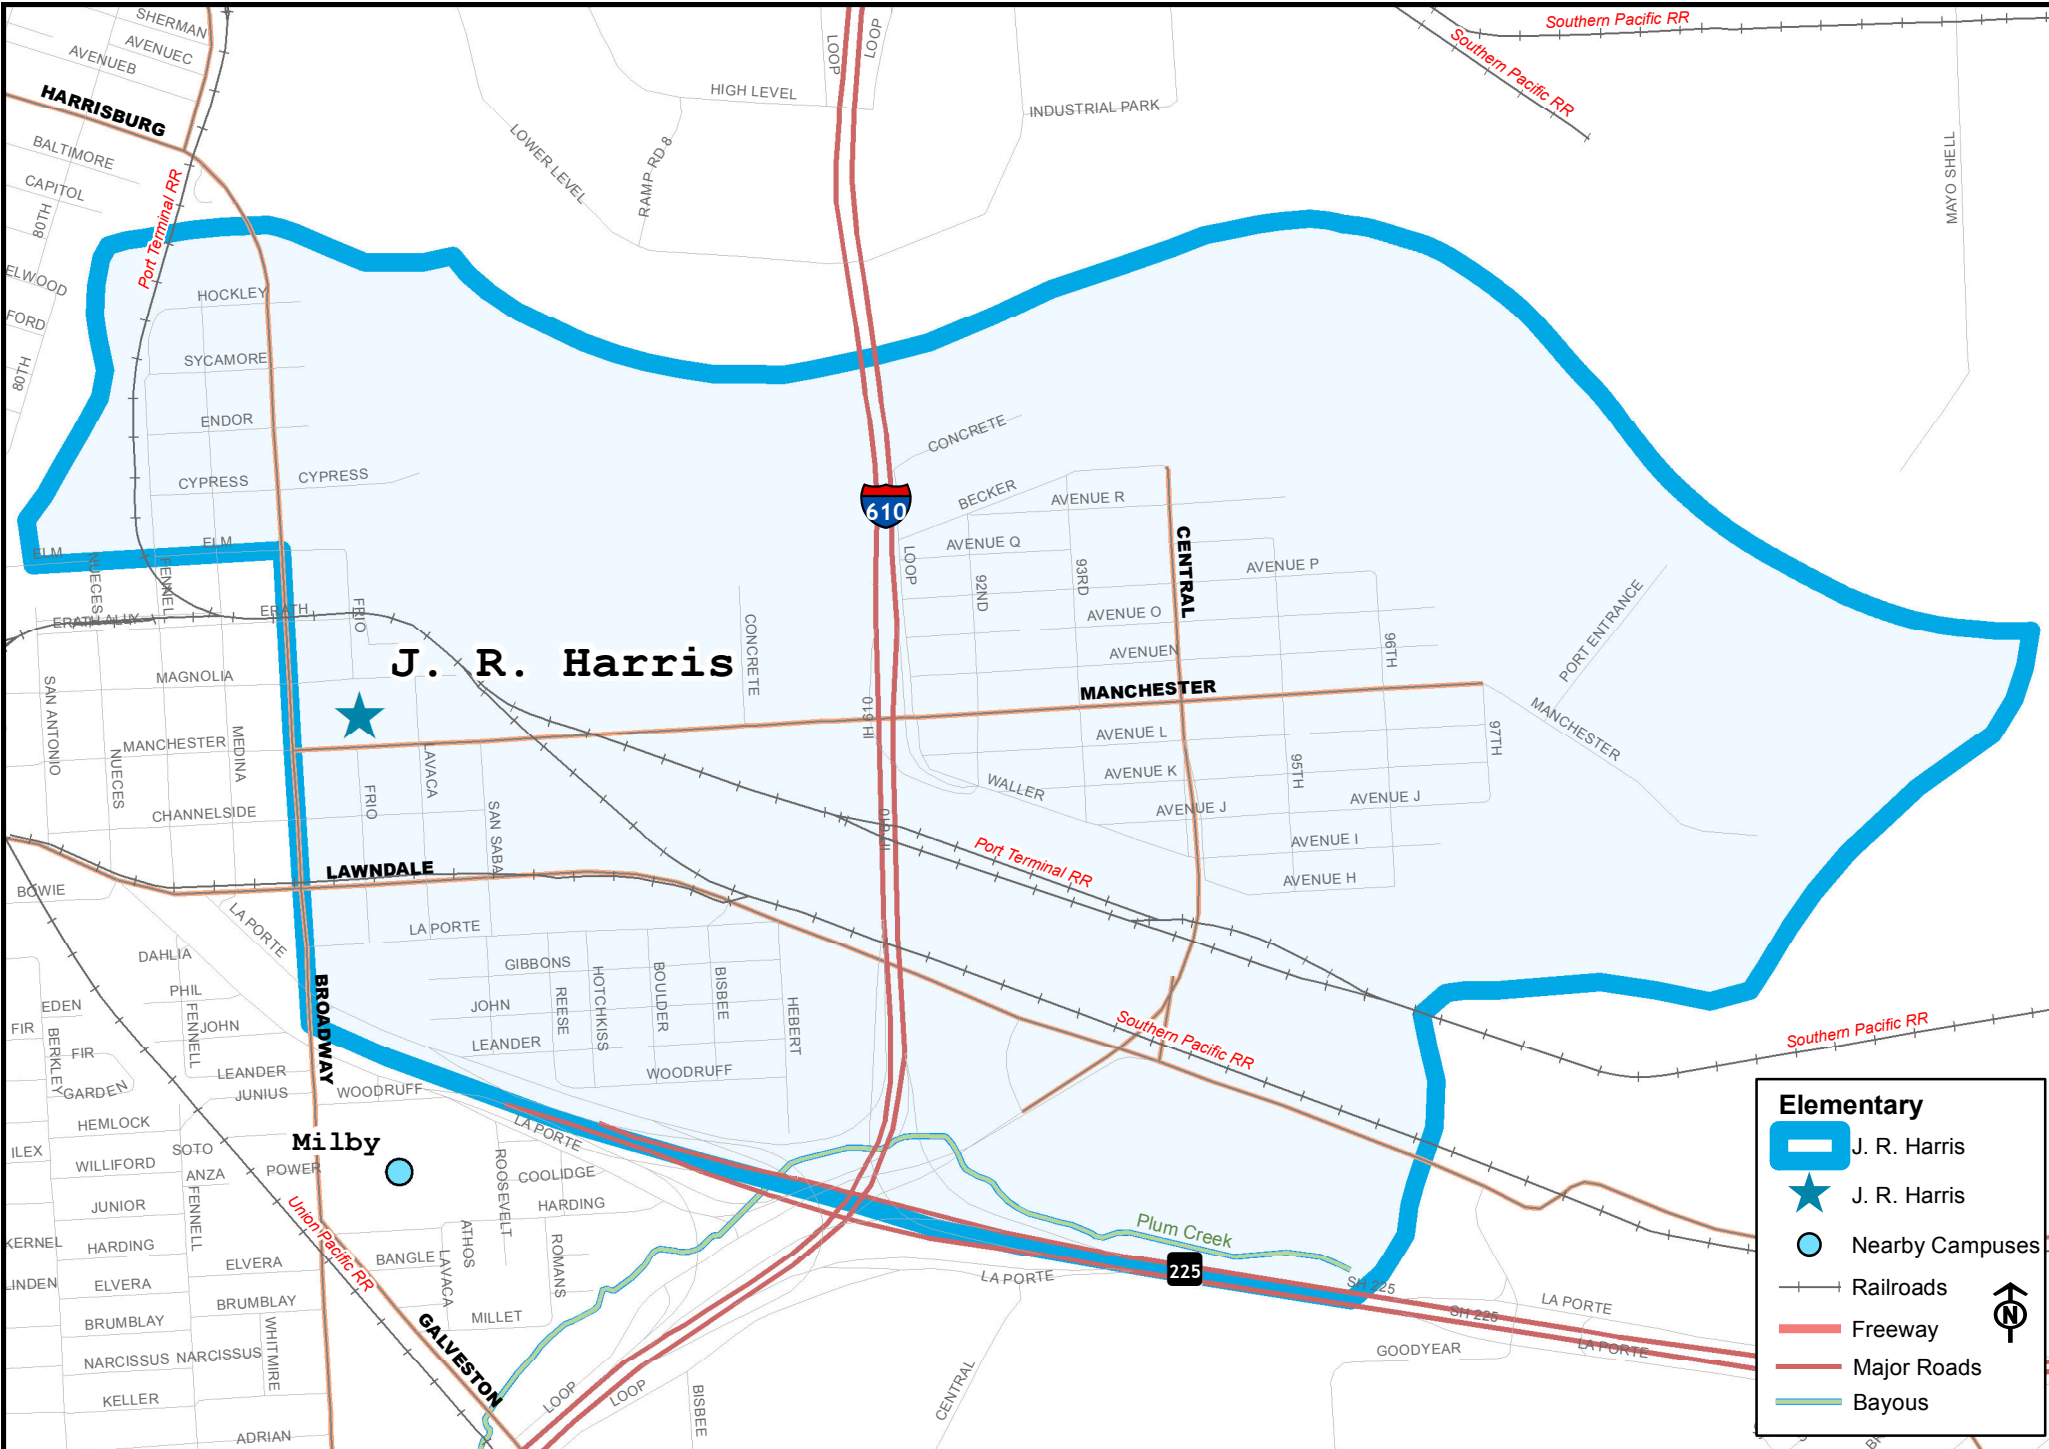 SHERMAN
AVENUEC
AVENUEB
HARRISBURG
BALTIMORE
CAPITOL
80TH
ELWOOD
FORD
80TH
Port Terminal RR
LOOP
LOOP
HIGH LEVEL
LOWER LEVEL
RAMP RD 8
INDUSTRIAL PARK
Southern Pacific RR
Southern Pacific RR
MAYO SHELL
HOCKLEY
SYCAMORE
ENDOR
CYPRESS
CYPRESS
ELM
ELM
NUECES
FENNEL
ERATH
FRIO
MAGNOLIA
SAN ANTONIO
MANCHESTER
NUECES
MEDINA
CHANNELSIDE
J. R. Harris
CONCRETE
610
CONCRETE
BECKER
AVENUE R
AVENUE Q
LOOP
92ND
93RD
CENTRAL
AVENUE P
AVENUE O
AVENUEN
96TH
PORT ENTRANCE
MANCHESTER
MANCHESTER
AVENUE L
97TH
AVENUE K
95TH
WALLER
AVENUE J
AVENUE J
AVENUE I
AVENUE H
IH 610
IH 610
LAVACA
FRIO
SAN SABA
LAWNDALE
Port Terminal RR
BOWIE
LA PORTE
LA PORTE
DAHLIA
PHIL
FENNELL
JOHN
EDEN
FIR
BERKLEY
FIR
GARDEN
LEANDER
JUNIUS
BROADWAY
WOODRUFF
GIBBONS
JOHN
LEANDER
REESE
HOTCHKISS
BOULDER
BISBEE
HEBERT
WOODRUFF
Southern Pacific RR
Southern Pacific RR
HEMLOCK
ILEX
WILLIFORD
SOTO
ANZA
POWER
JUNIOR
FENNELL
KERNEL
HARDING
LINDEN
ELVERA
ELVERA
BRUMBLAY
BRUMBLAY
WHITMIRE
NARCISSUS
NARCISSUS
KELLER
ADRIAN
Milby
Union Pacific RR
LA PORTE
ROOSEVELT
COOLIDGE
HARDING
ATHOS
ROMANS
BANGLE
LAVACA
MILLET
GALVESTON
LOOP
LOOP
BISBEE
CENTRAL
Plum Creek
LA PORTE
225
SH 225
SH 225
LA PORTE
LA PORTE
GOODYEAR
Elementary
J. R. Harris
J. R. Harris
Nearby Campuses
Railroads
Freeway
Major Roads
Bayous
N